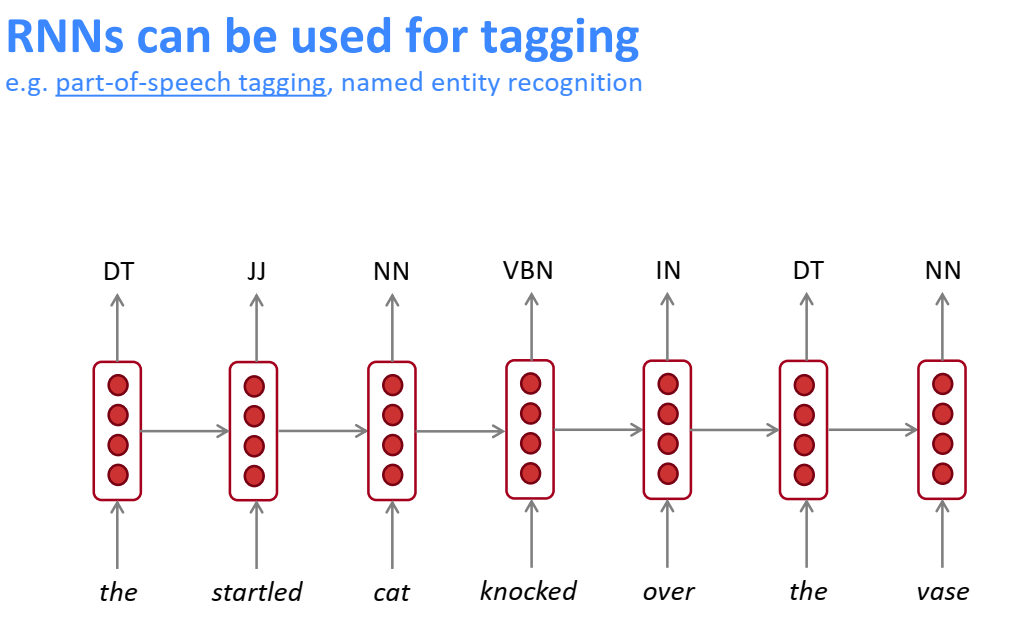 RNNs can be used for tagging
e.g. part-of-speech tagging, named entity recognition
DT JJ NN VBN IN DT NN
the startled cat knocked over the vase